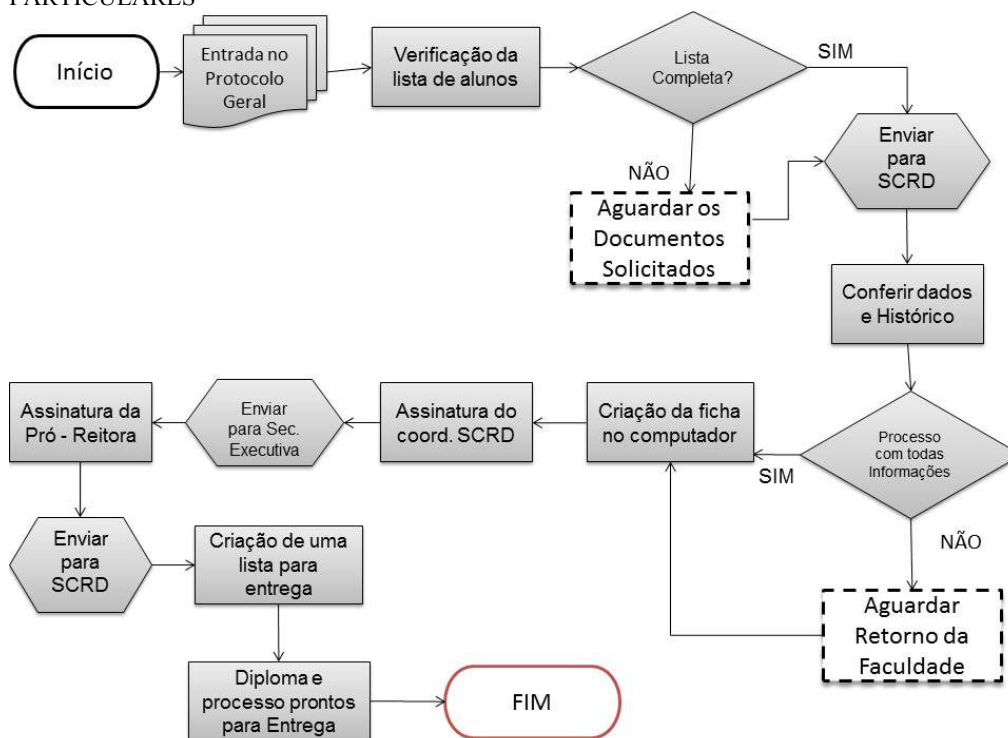 PARTICULARES
Início
Entrada no
Protocolo
Geral
Verificação da
lista de alunos
Lista
Completa?
SIM
NÃO
Aguardar os
Documentos
Solicitados
Enviar
para
SCRD
Conferir dados
e Histórico
Processo
com todas
Informações
SIM
NÃO
Aguardar
Retorno da
Faculdade
Criação da ficha
no computador
Assinatura do
coord. SCRD
Enviar
para Sec.
Executiva
Assinatura da
Pró - Reitora
Enviar
para
SCRD
Criação de uma
lista para
entrega
Diploma e
processo prontos
para Entrega
FIM